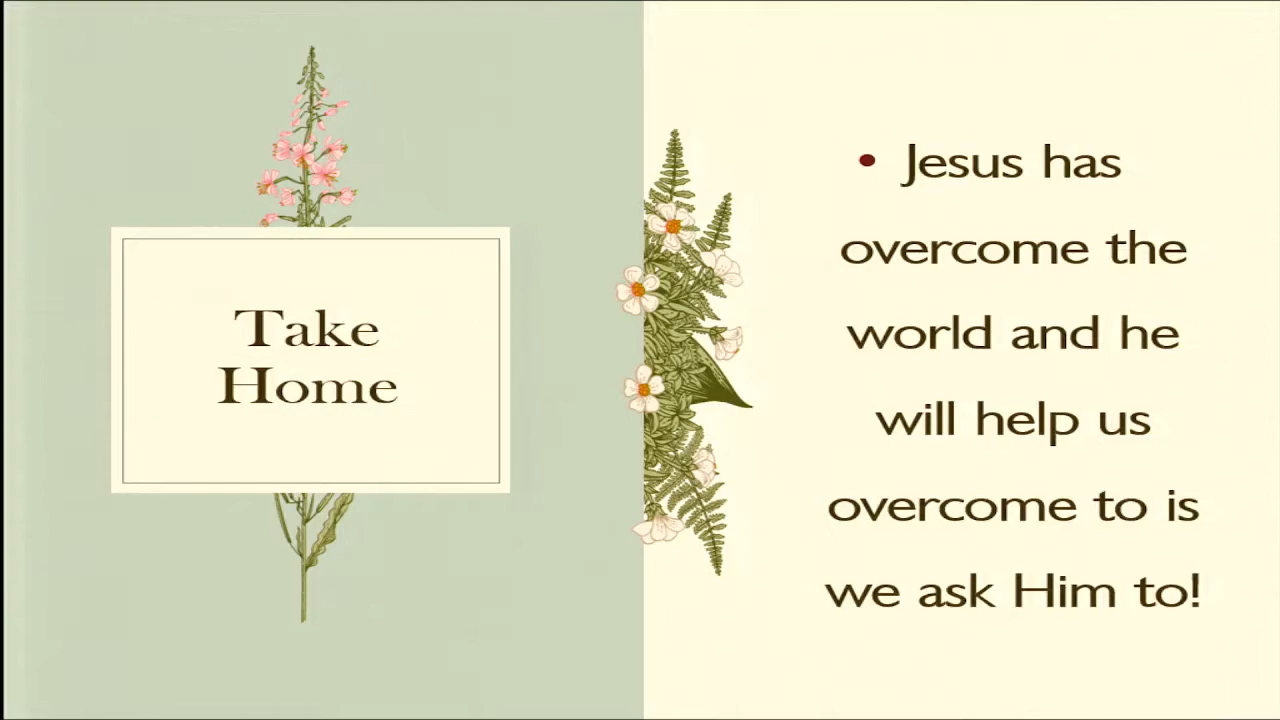 Take
Home
• Jesus has
overcome the
world and he
will help us
overcome to is
we ask Him to!